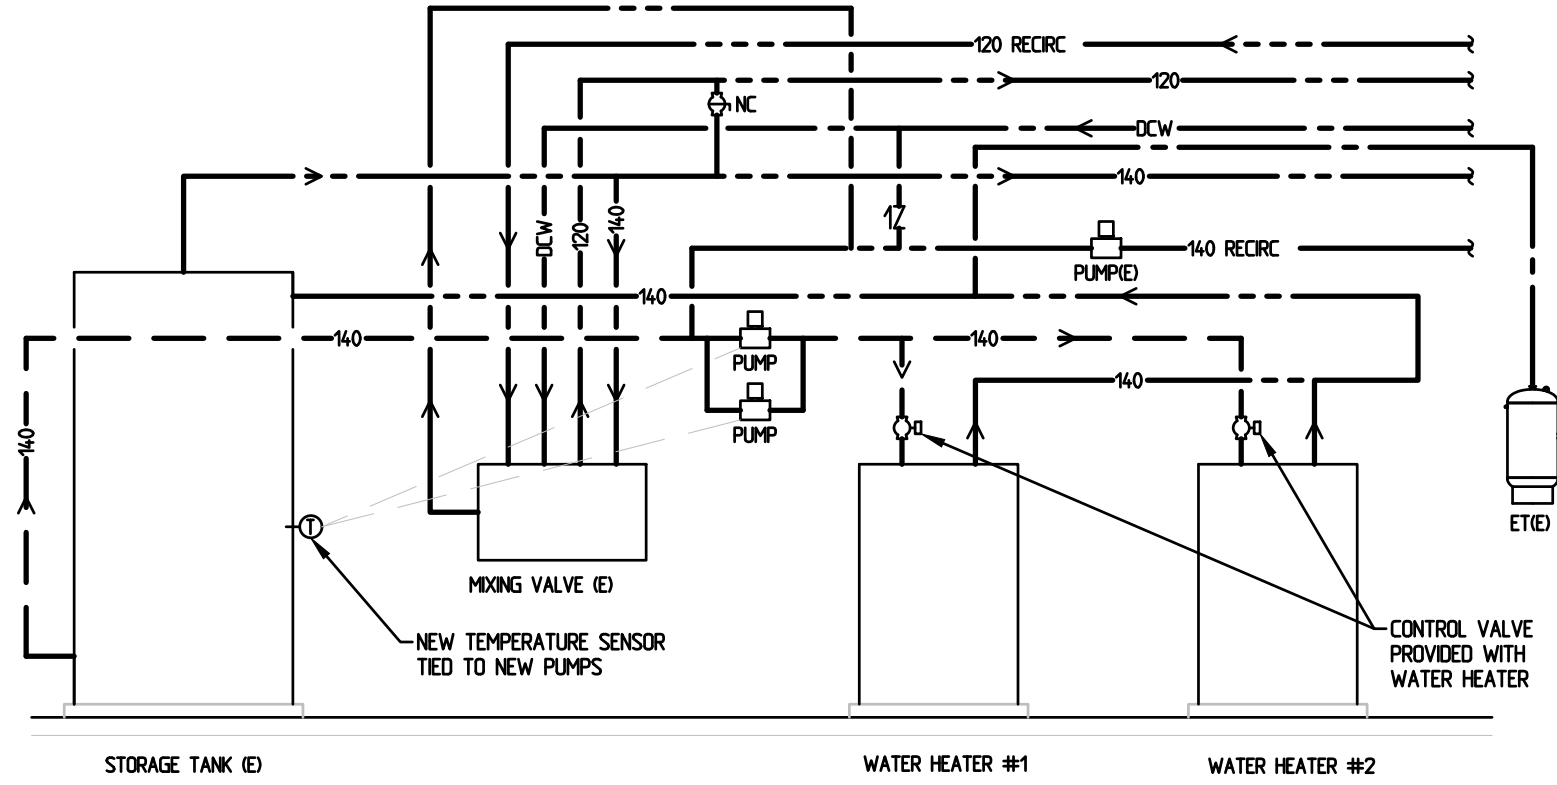 120 RECIRC
120
NC
DCW
140
DCW
120
140
140 RECIRC
PUMP(E)
140
140
140
PUMP
140
PUMP
140
T
ET(E)
MIXING VALVE (E)
NEW TEMPERATURE SENSOR
TIED TO NEW PUMPS
CONTROL VALVE
PROVIDED WITH
WATER HEATER
STORAGE TANK (E)
WATER HEATER #1
WATER HEATER #2